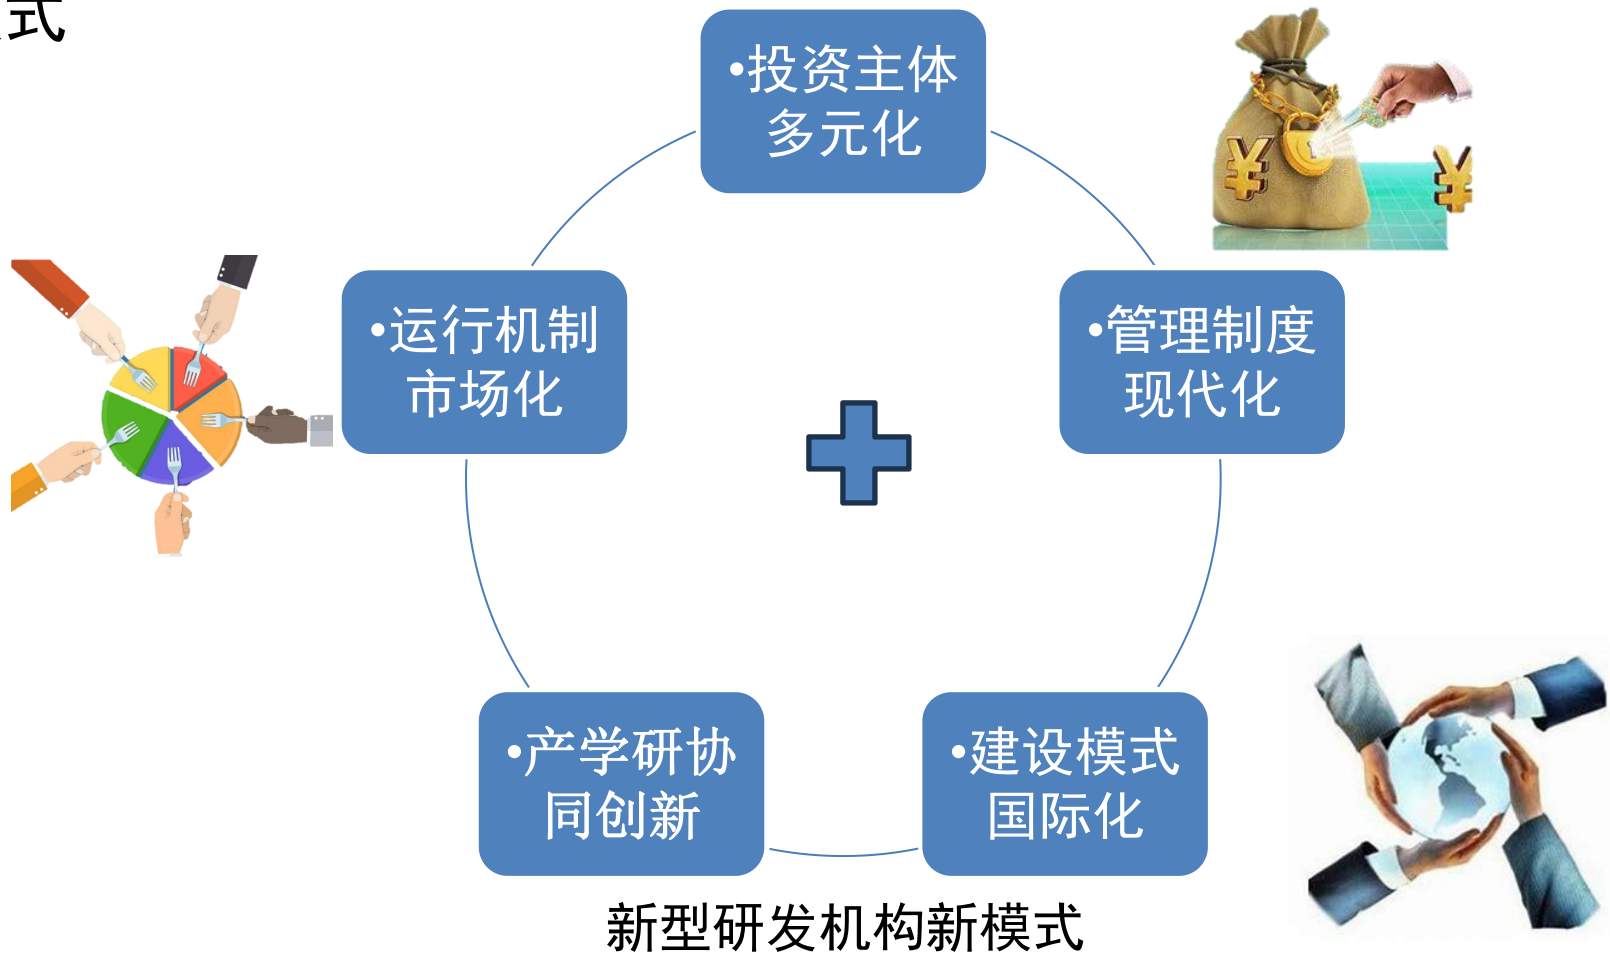 式
•投资主体
多元化
•运行机制
市场化
•管理制度
现代化
•产学研协
同创新
•建设模式
国际化
新型研发机构新模式
¥
¥